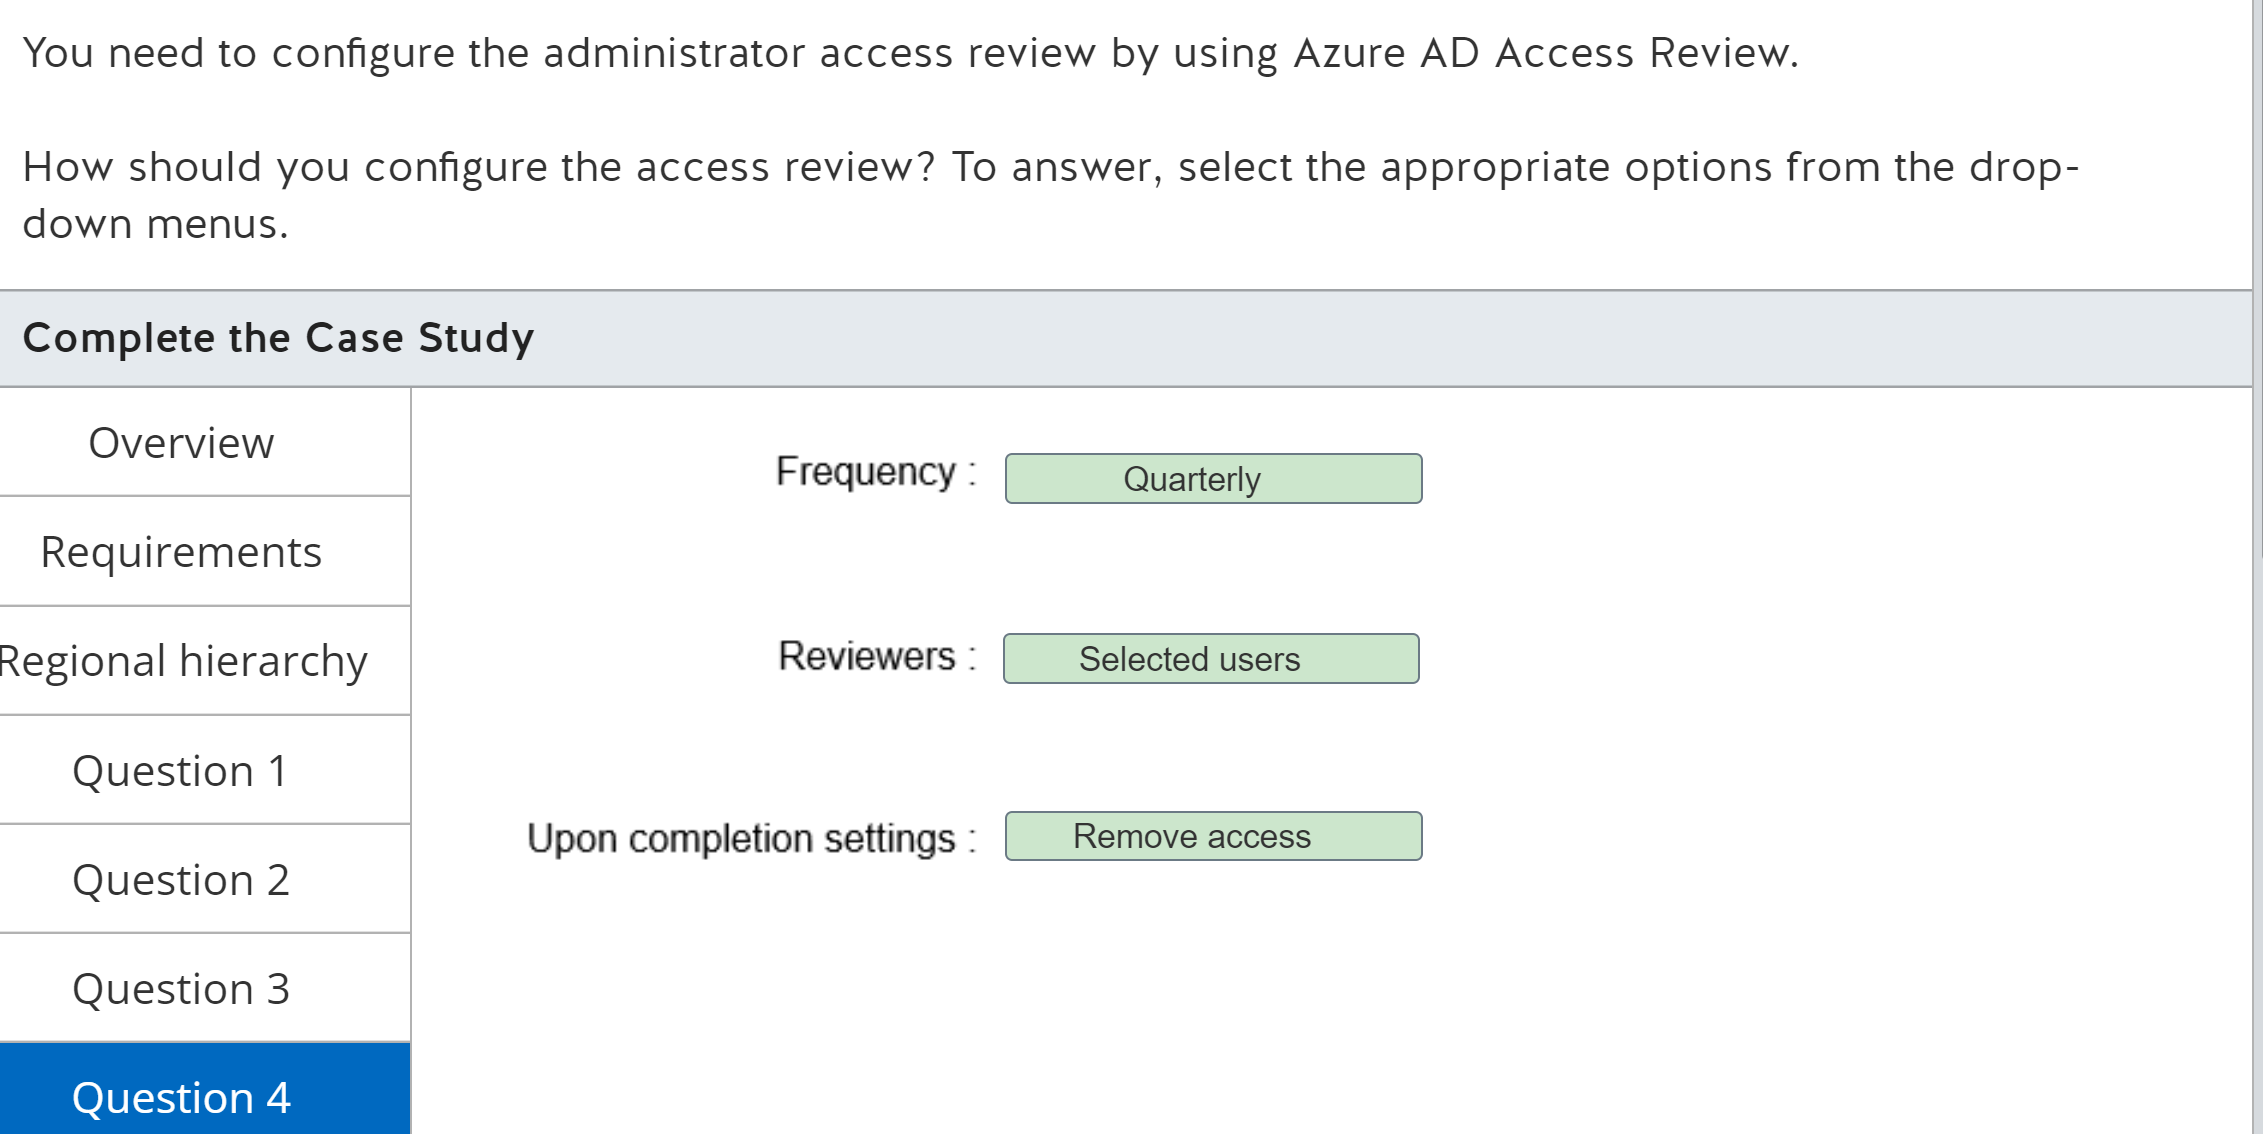 You need to configure the administrator access review by using Azure AD Access Review.
How should you configure the access review? To answer, select the appropriate options from the drop-
down menus.
Complete the Case Study
Overview
Requirements
Regional hierarchy
Question 1
Question 2
Question 3
Question 4
Frequency : Quarterly
Reviewers : Selected users
Upon completion settings : Remove access